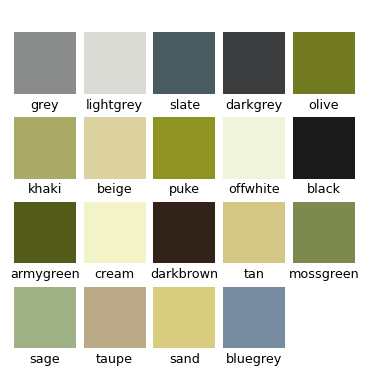 grey lightgrey slate darkgrey olive
khaki beige puke offwhite black
armygreen cream darkbrown tan mossgreen
sage taupe sand bluegrey